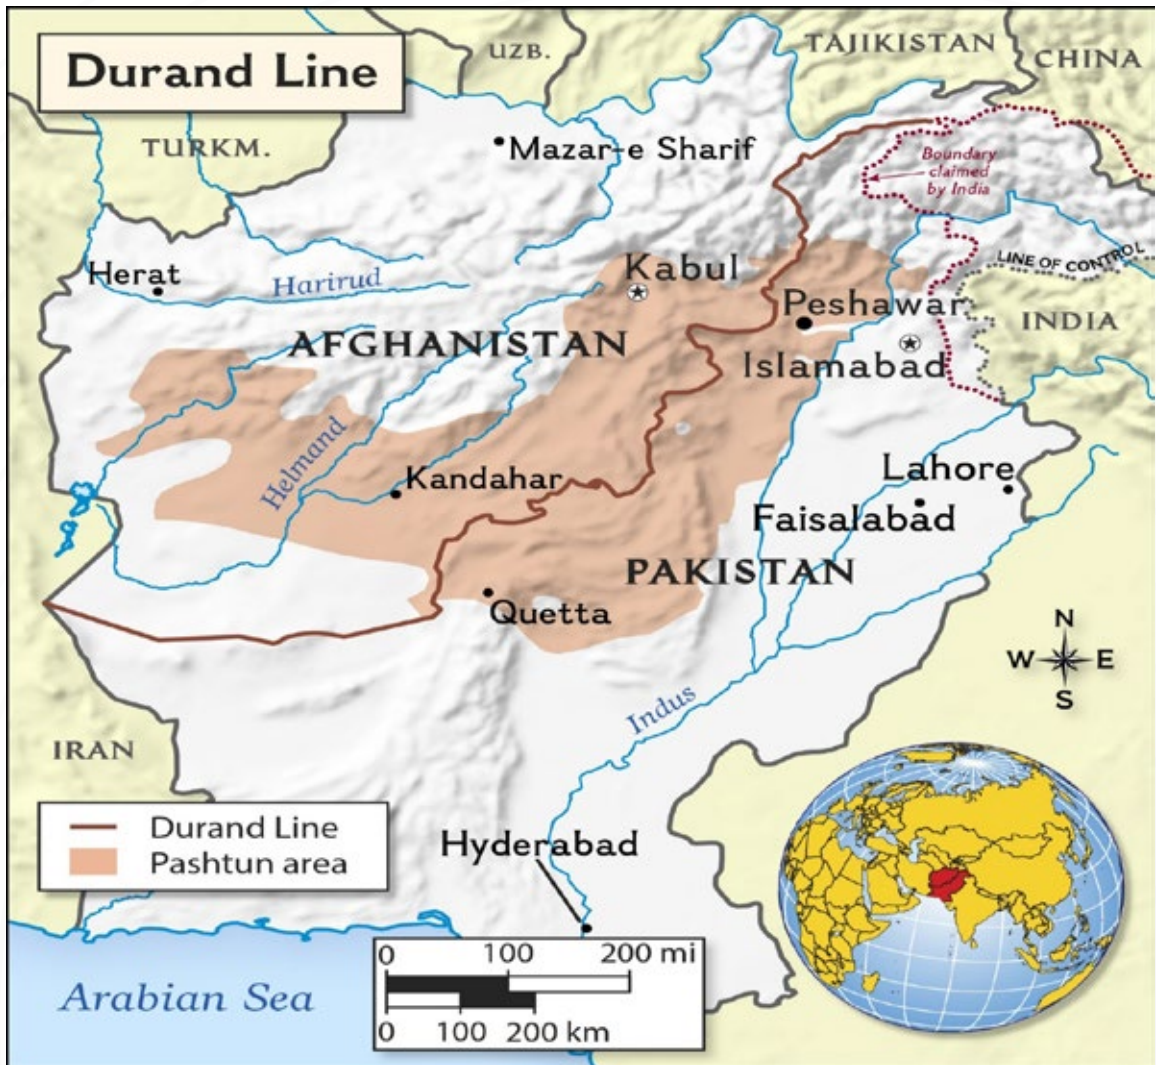 Durand Line
UZB.
TAJIKISTAN
CHINA
TURKM.
Mazar-e Sharif
Boundary
claimed
by India
Herat
Harirud
Kabul
LINE OF CONTROL
Peshawar
INDIA
AFGHANISTAN
Islamabad
Helmand
Kandahar
Lahore
Faisalabad
PAKISTAN
Quetta
N
W E
S
Indus
IRAN
Durand Line
Pashtun area
Hyderabad
0 100 200 mi
0 100 200 km
Arabian Sea